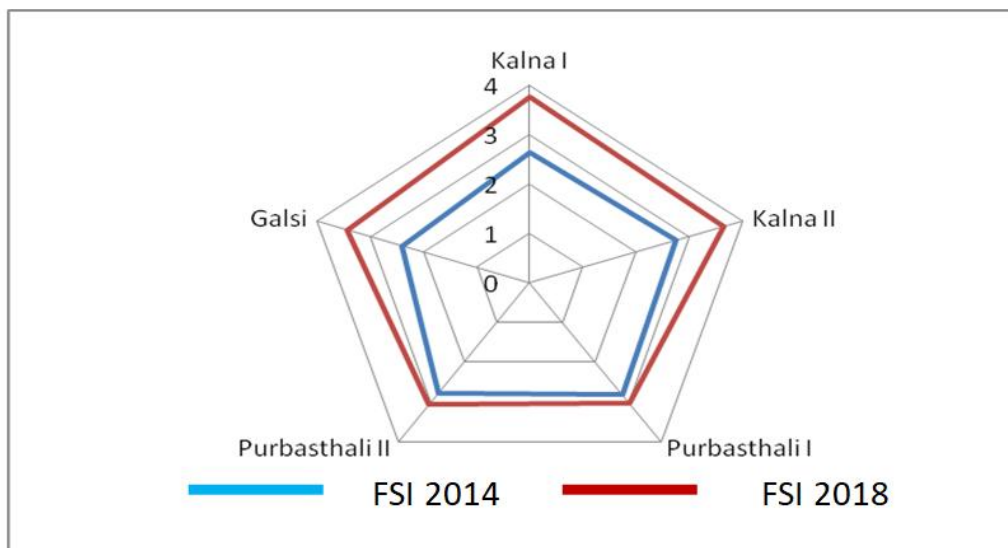 Kalna I
4
3
2
1
0
Galsi
Kalna II
Purbasthali II
Purbasthali I
FSI 2014
FSI 2018